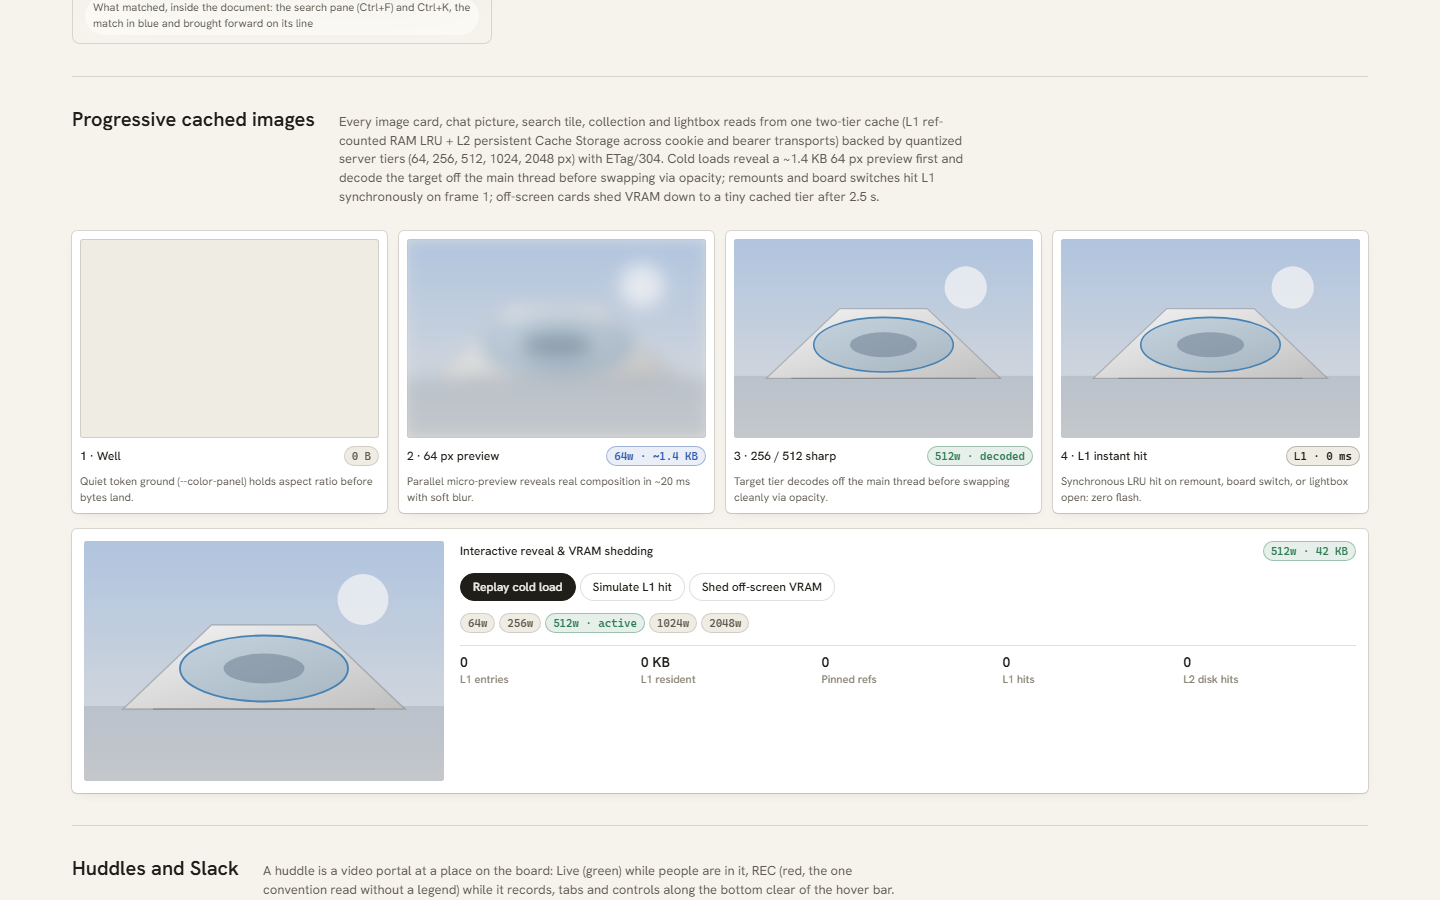 What matched, inside the document: the search pane (Ctrl+F) and Ctrl+K, the
match in blue and brought forward on its line
Progressive cached images
Every image card, chat picture, search tile, collection and lightbox reads from one two-tier cache (L1 ref-
counted RAM LRU + L2 persistent Cache Storage across cookie and bearer transports) backed by quantized
server tiers (64, 256, 512, 1024, 2048 px) with ETag/304. Cold loads reveal a ~1.4 KB 64 px preview first and
decode the target off the main thread before swapping via opacity; remounts and board switches hit L1
synchronously on frame 1; off-screen cards shed VRAM down to a tiny cached tier after 2.5 s.
1 · Well
0 B
Quiet token ground (--color-panel) holds aspect ratio before
bytes land.
2 · 64 px preview
64w · ~1.4 KB
Parallel micro-preview reveals real composition in ~20 ms
with soft blur.
3 · 256 / 512 sharp
512w · decoded
Target tier decodes off the main thread before swapping
cleanly via opacity.
4 · L1 instant hit
L1 · 0 ms
Synchronous LRU hit on remount, board switch, or lightbox
open: zero flash.
Interactive reveal & VRAM shedding
512w · 42 KB
Replay cold load
Simulate L1 hit
Shed off-screen VRAM
64w
256w
512w · active
1024w
2048w
0
L1 entries
0 KB
L1 resident
0
Pinned refs
0
L1 hits
0
L2 disk hits
Huddles and Slack
A huddle is a video portal at a place on the board: Live (green) while people are in it, REC (red, the one
convention read without a legend) while it records, tabs and controls along the bottom clear of the hover bar.